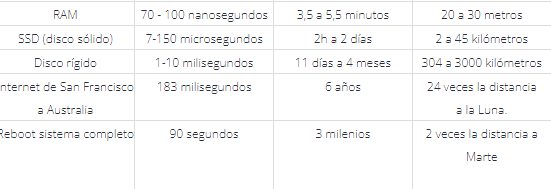 RAM 70 - 100 nanosegundos 3,5 a 5,5 minutos 20 a 30 metros
SSD (disco sólido) 7-150 microsegundos 2h a 2 días 2 a 45 kilómetros
Disco rígido 1-10 milisegundos 11 días a 4 meses 304 a 3000 kilómetros
nternet de San Francisco 183 milisegundos 6 años 24 veces la distancia
a Australia a la Luna.
Reboot sistema completo 90 segundos 3 milenios 2 veces la distancia a
Marte